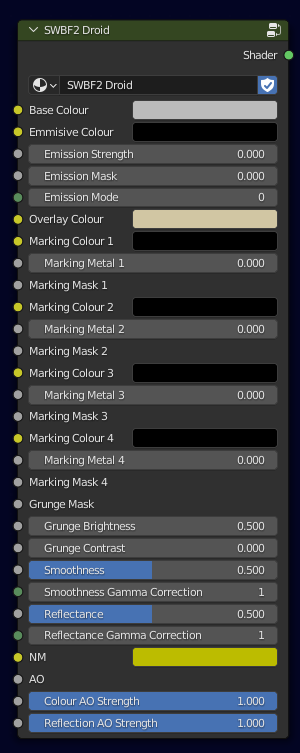 SWBF2 Droid
Shader
SWBF2 Droid
Base Colour
Emmisive Colour
Emission Strength 0.000
Emission Mask 0.000
Emission Mode 0
Overlay Colour
Marking Colour 1
Marking Metal 1 0.000
Marking Mask 1
Marking Colour 2
Marking Metal 2 0.000
Marking Mask 2
Marking Colour 3
Marking Metal 3 0.000
Marking Mask 3
Marking Colour 4
Marking Metal 4 0.000
Marking Mask 4
Grunge Mask
Grunge Brightness 0.500
Grunge Contrast 0.000
Smoothness 0.500
Smoothness Gamma Correction 1
Reflectance 0.500
Reflectance Gamma Correction 1
NM
AO
Colour AO Strength 1.000
Reflection AO Strength 1.000